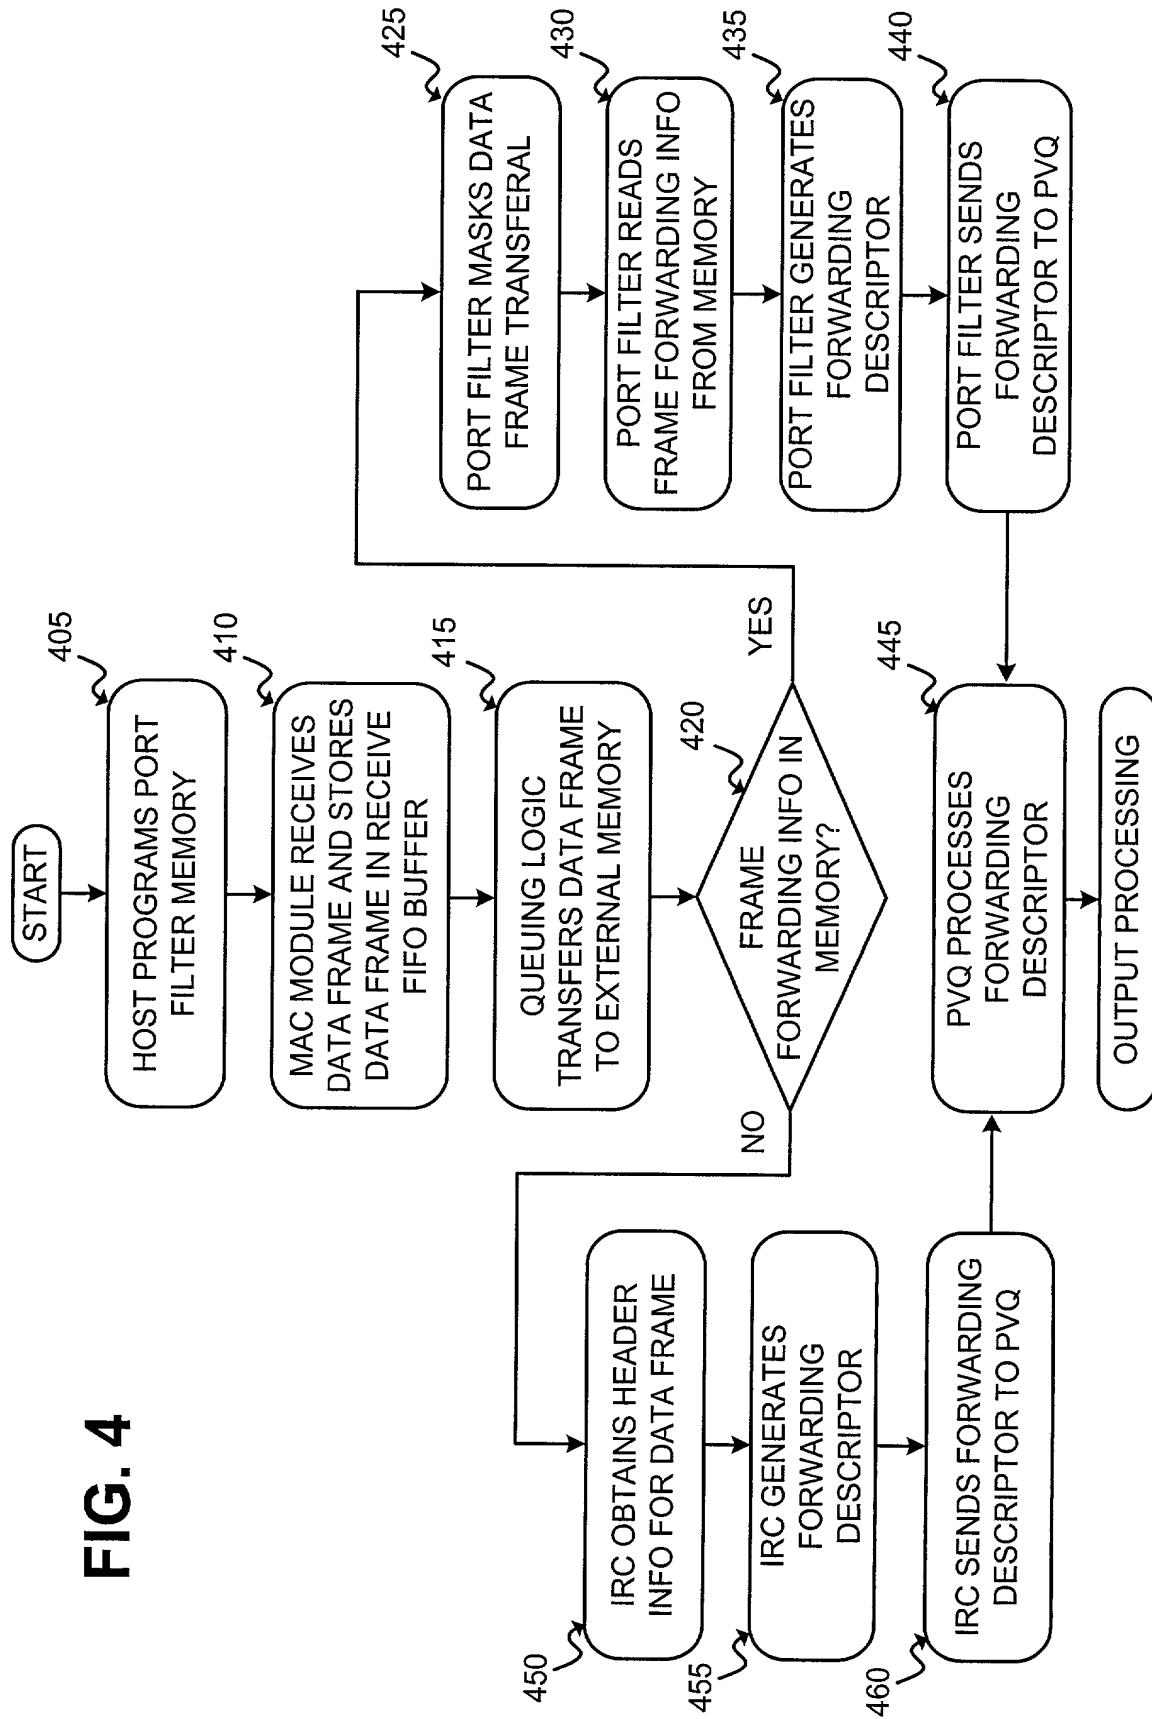 FIG. 4
START
405
HOST PROGRAMS PORT
FILTER MEMORY
410
MAC MODULE RECEIVES
DATA FRAME AND STORES
DATA FRAME IN RECEIVE
FIFO BUFFER
415
QUEUING LOGIC
TRANSFERS DATA FRAME
TO EXTERNAL MEMORY
420
FRAME
FORWARDING INFO IN
MEMORY?
YES
NO
425
PORT FILTER MASKS DATA
FRAME TRANSFERAL
430
PORT FILTER READS
FRAME FORWARDING INFO
FROM MEMORY
435
PORT FILTER GENERATES
FORWARDING
DESCRIPTOR
440
PORT FILTER SENDS
FORWARDING
DESCRIPTOR TO PVQ
450
IRC OBTAINS HEADER
INFO FOR DATA FRAME
455
IRC GENERATES
FORWARDING
DESCRIPTOR
460
IRC SENDS FORWARDING
DESCRIPTOR TO PVQ
445
PVQ PROCESSES
FORWARDING
DESCRIPTOR
OUTPUT PROCESSING